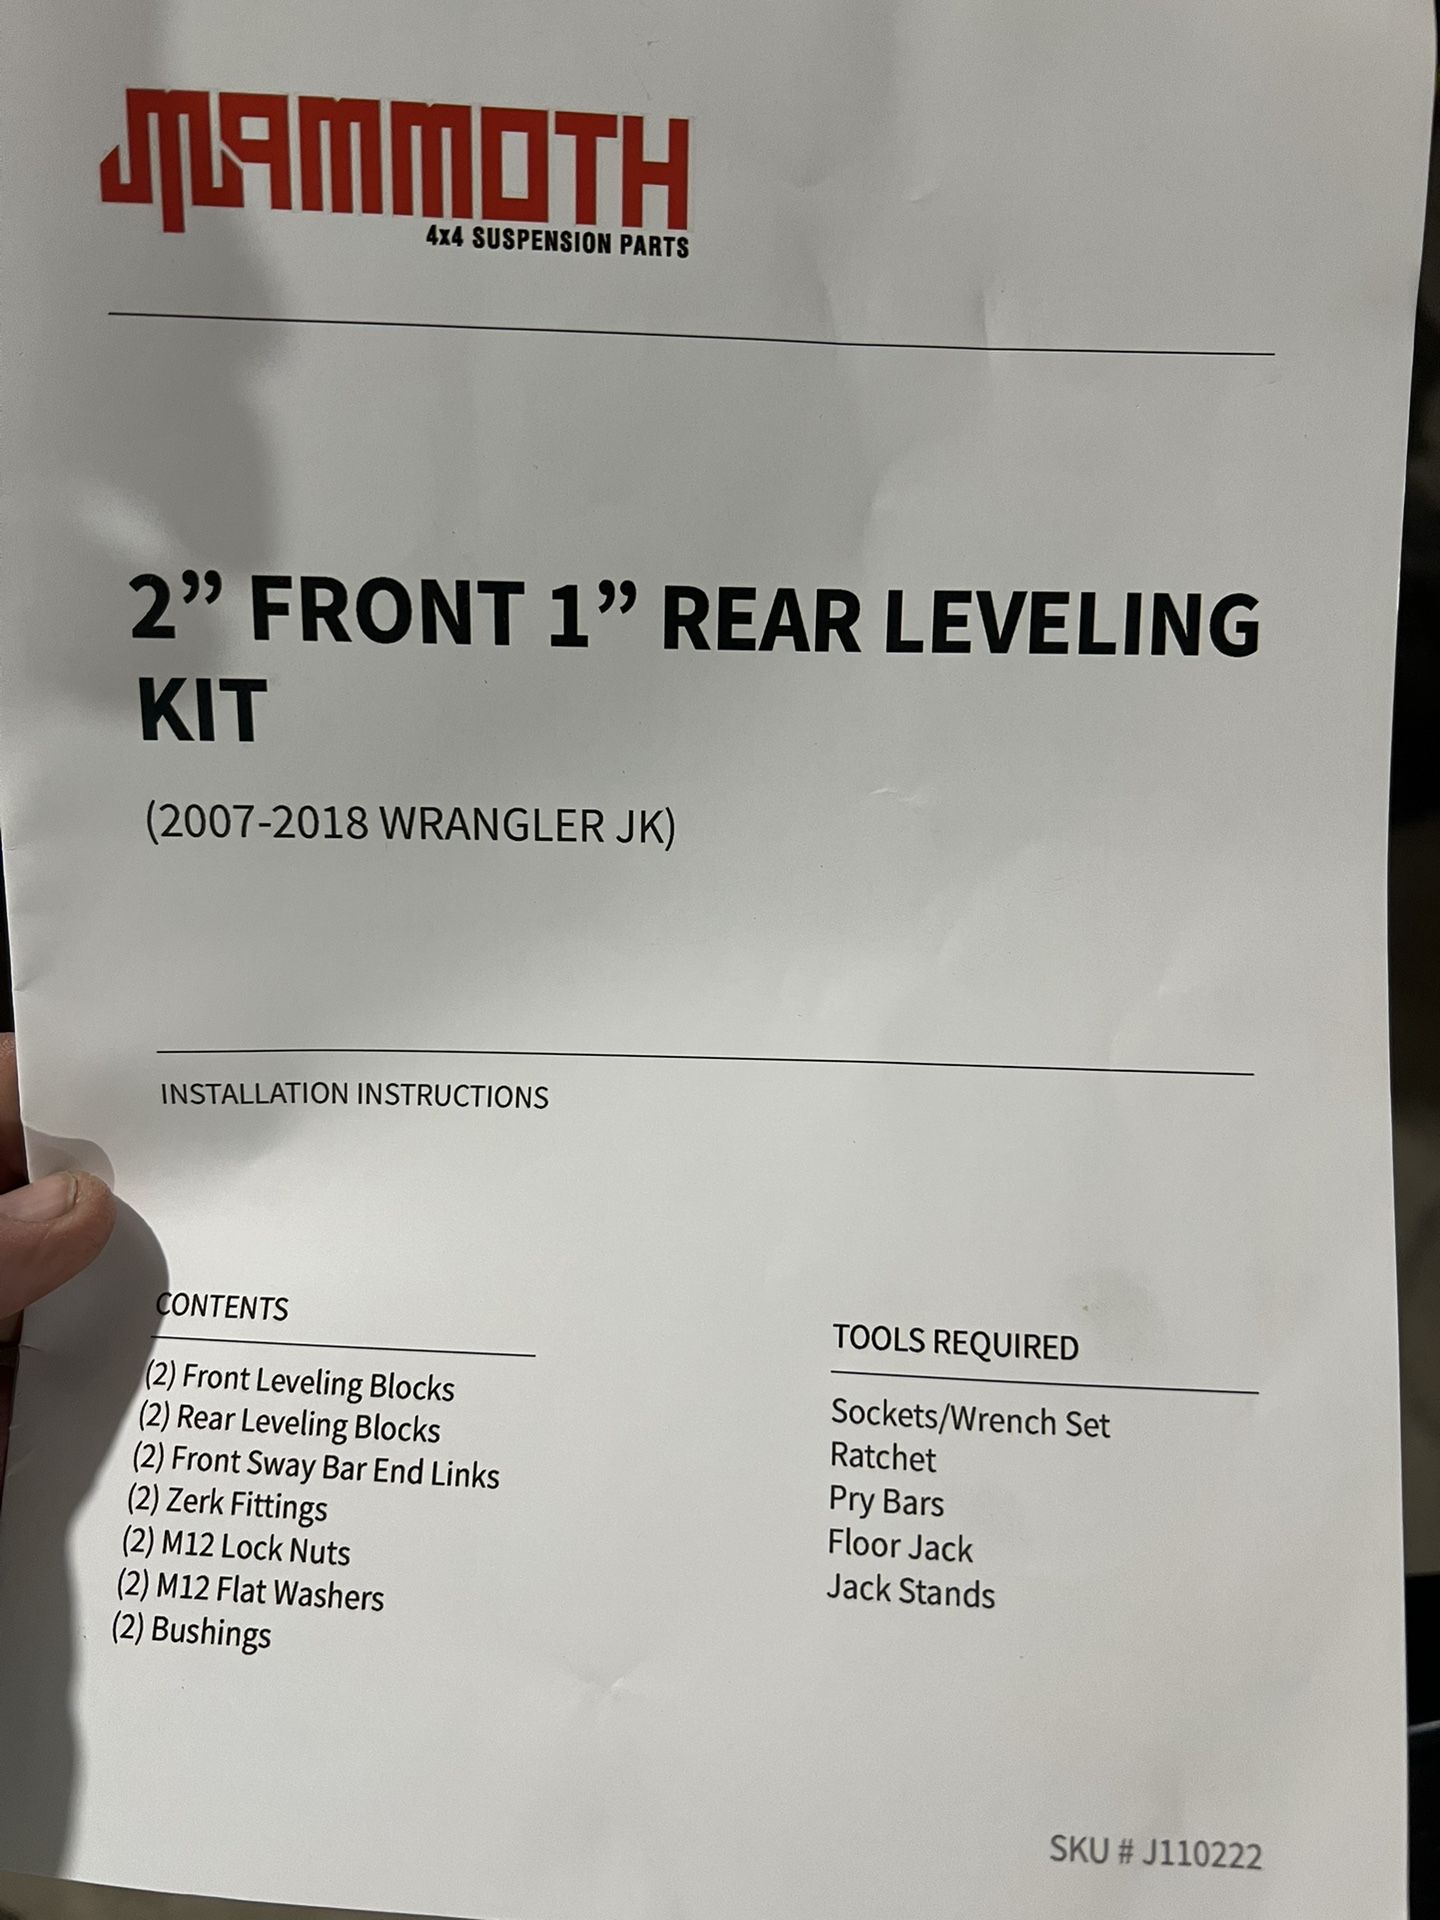 MAMMOTH
4x4 SUSPENSION PARTS
2” FRONT 1” REAR LEVELING
KIT
(2007-2018 WRANGLER JK)
INSTALLATION INSTRUCTIONS
CONTENTS
(2) Front Leveling Blocks
(2) Rear Leveling Blocks
(2) Front Sway Bar End Links
(2) Zerk Fittings
(2) M12 Lock Nuts
(2) M12 Flat Washers
(2) Bushings
TOOLS REQUIRED
Sockets/Wrench Set
Ratchet
Pry Bars
Floor Jack
Jack Stands
SKU # J110222